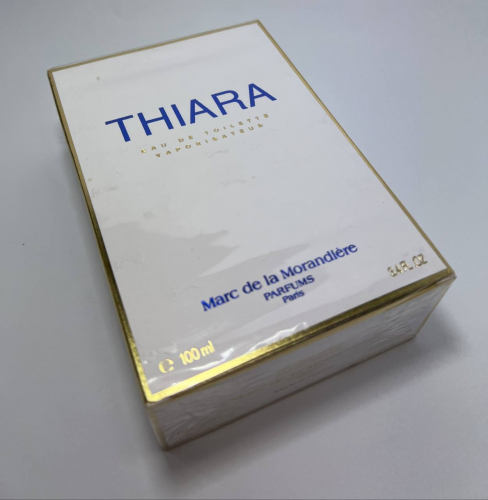 THIARA
EAU DE TOILETTE
VAPORISATEUR
Marc de la Morandière
PARFUMS
Paris
3.4 FL. OZ
e 100 ml